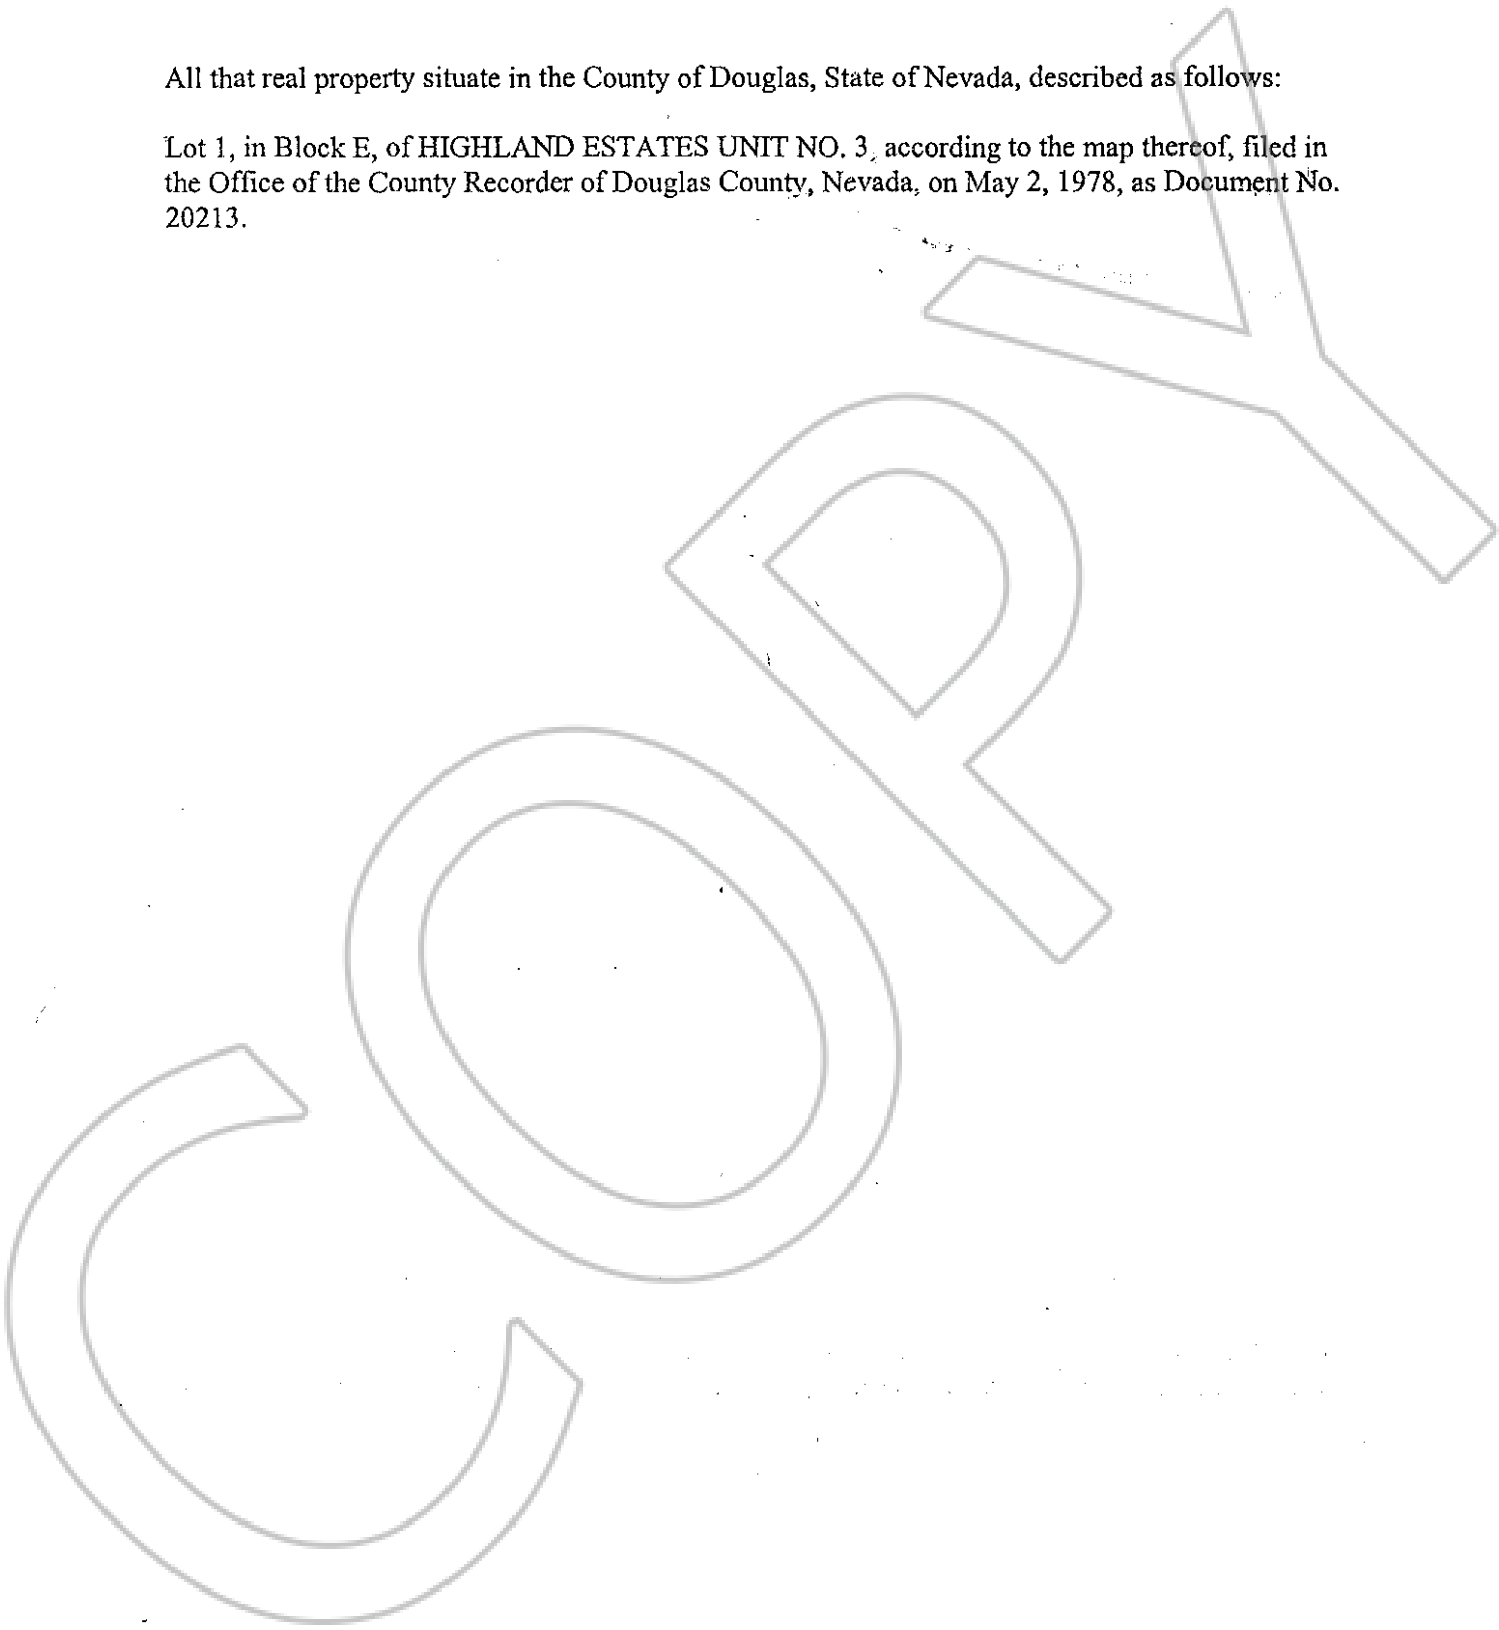 All that real property situate in the County of Douglas, State of Nevada, described as follows:
Lot 1, in Block E, of HIGHLAND ESTATES UNIT NO. 3, according to the map thereof, filed in
the Office of the County Recorder of Douglas County, Nevada, on May 2, 1978, as Document No.
20213.
COPY